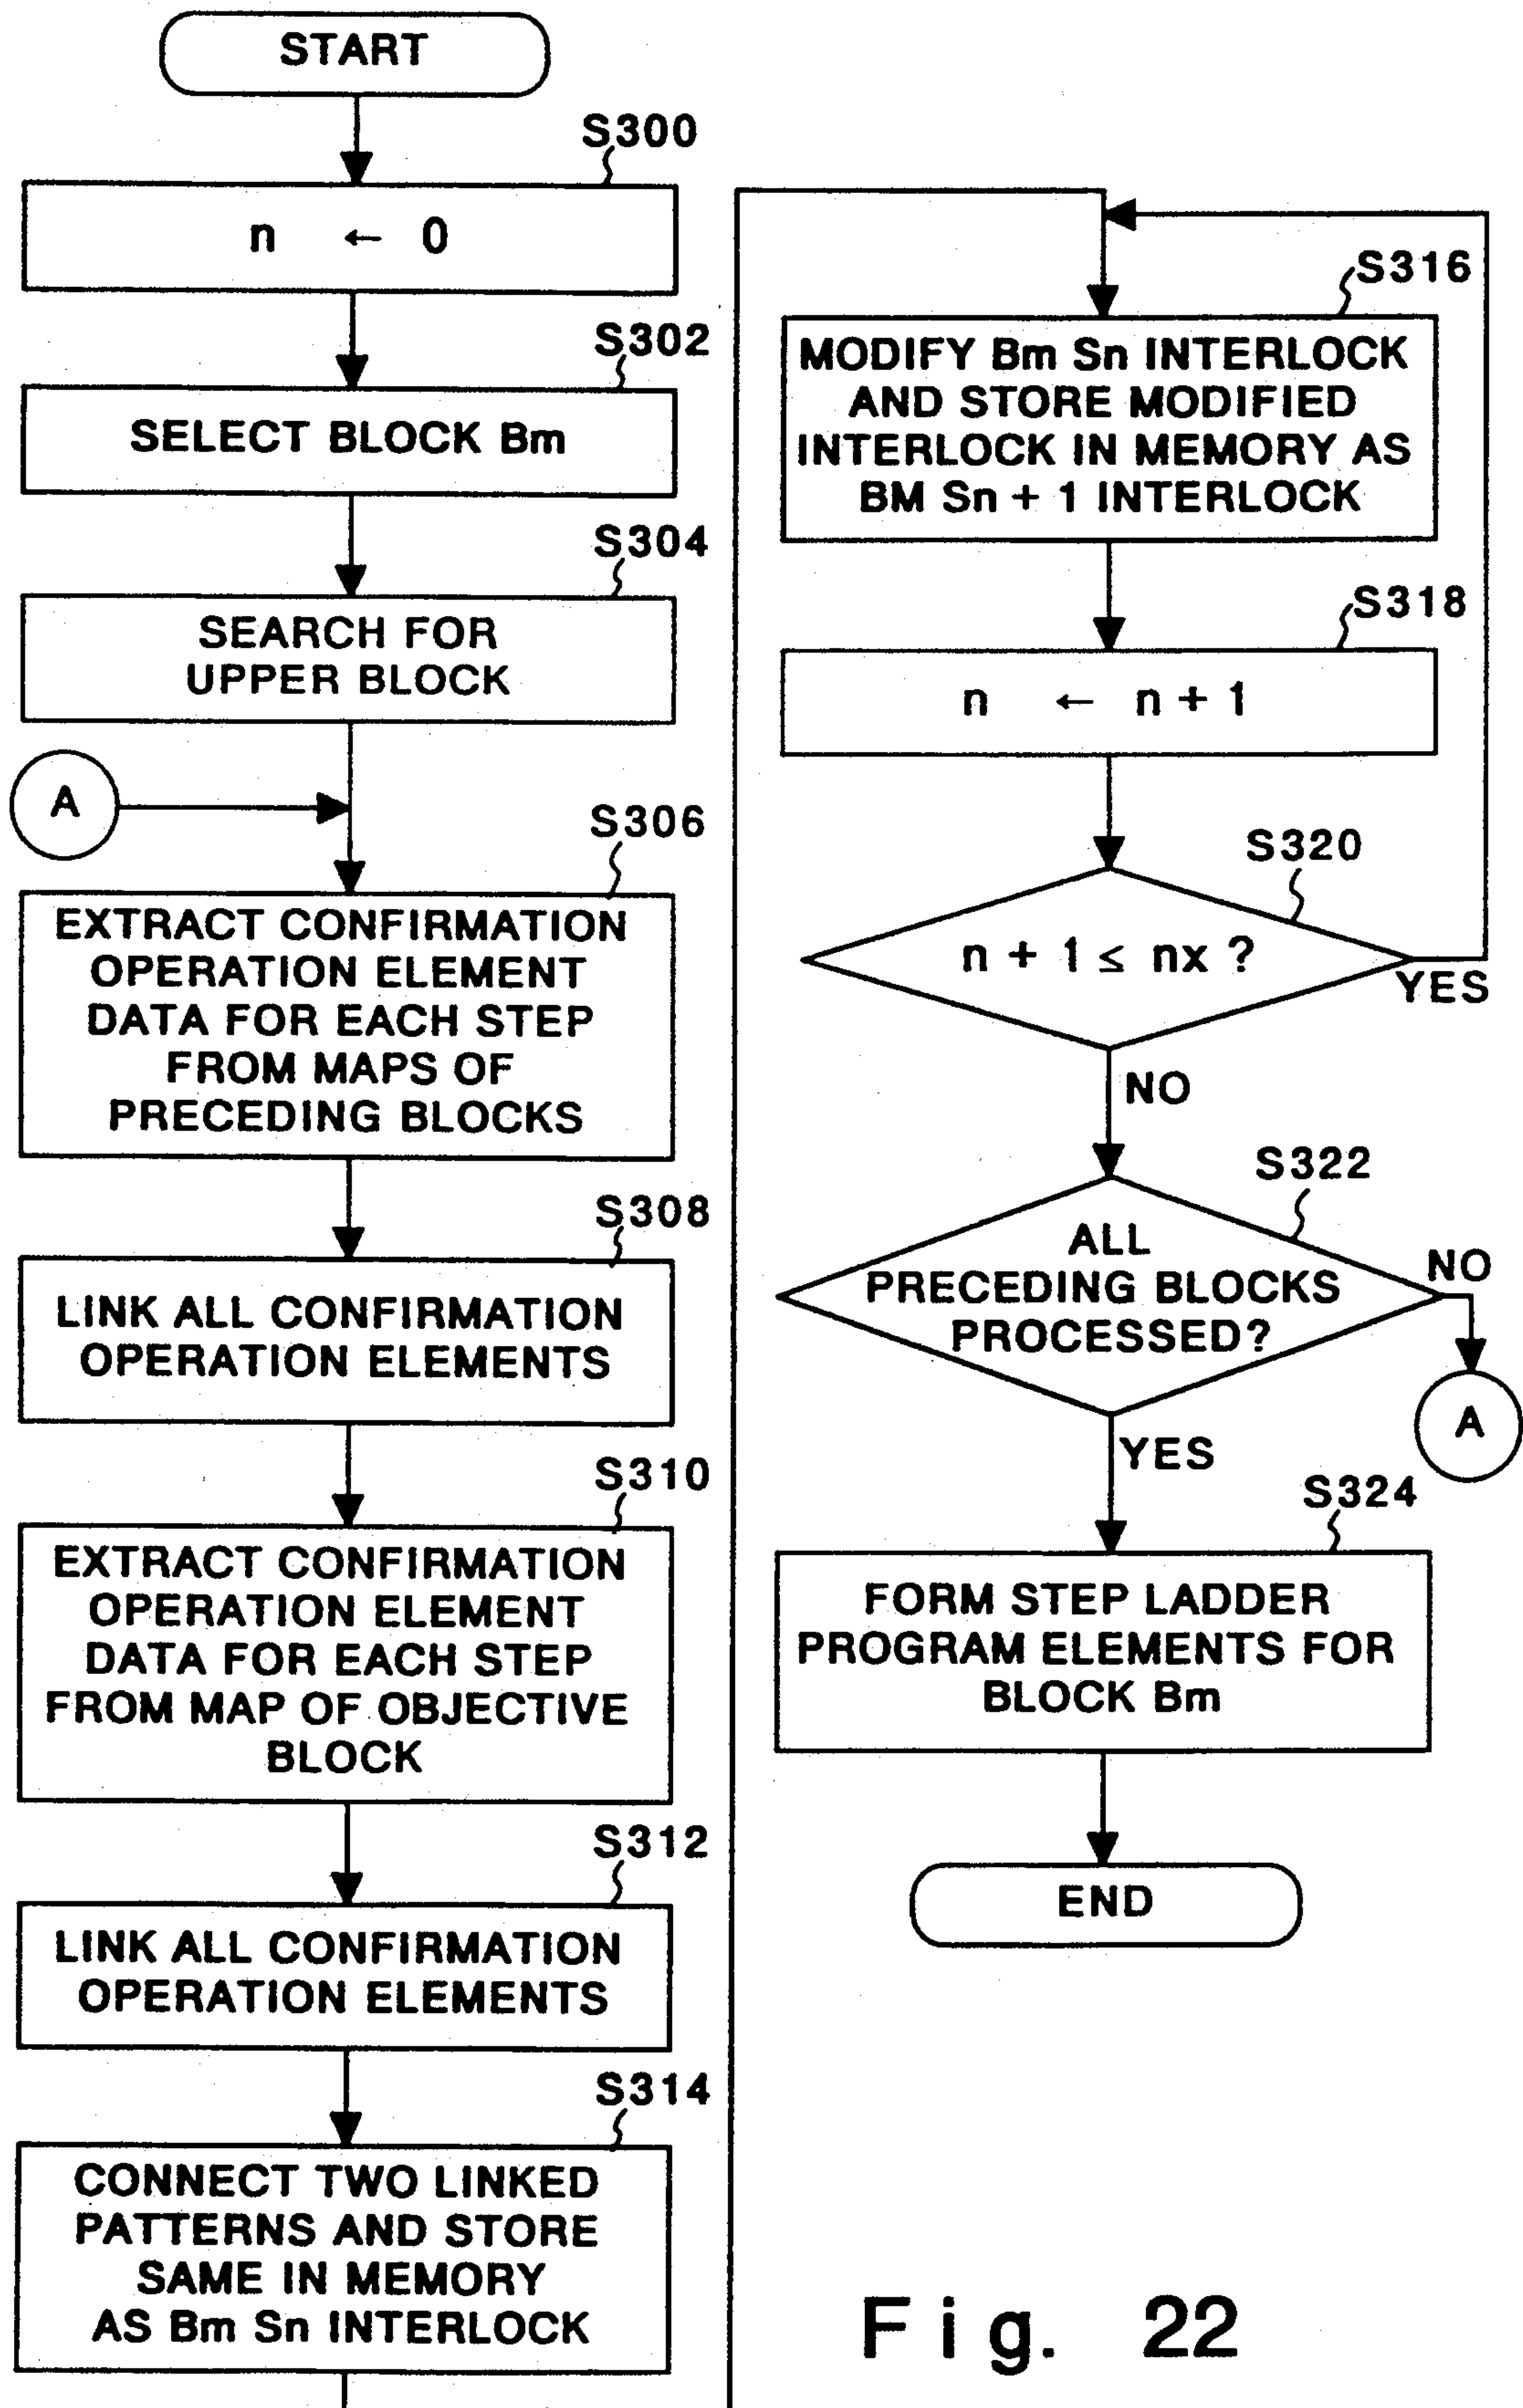 START
S300
n ← 0
S302
SELECT BLOCK Bm
S304
SEARCH FOR
UPPER BLOCK
A
S306
EXTRACT CONFIRMATION
OPERATION ELEMENT
DATA FOR EACH STEP
FROM MAPS OF
PRECEDING BLOCKS
S308
LINK ALL CONFIRMATION
OPERATION ELEMENTS
S310
EXTRACT CONFIRMATION
OPERATION ELEMENT
DATA FOR EACH STEP
FROM MAP OF OBJECTIVE
BLOCK
S312
LINK ALL CONFIRMATION
OPERATION ELEMENTS
S314
CONNECT TWO LINKED
PATTERNS AND STORE
SAME IN MEMORY
AS Bm Sn INTERLOCK
S316
MODIFY Bm Sn INTERLOCK
AND STORE MODIFIED
INTERLOCK IN MEMORY AS
BM Sn + 1 INTERLOCK
S318
n ← n + 1
S320
n + 1 ≤ nx ?
YES
NO
S322
ALL
PRECEDING BLOCKS
PROCESSED?
NO
A
YES
S324
FORM STEP LADDER
PROGRAM ELEMENTS FOR
BLOCK Bm
END
Fig. 22